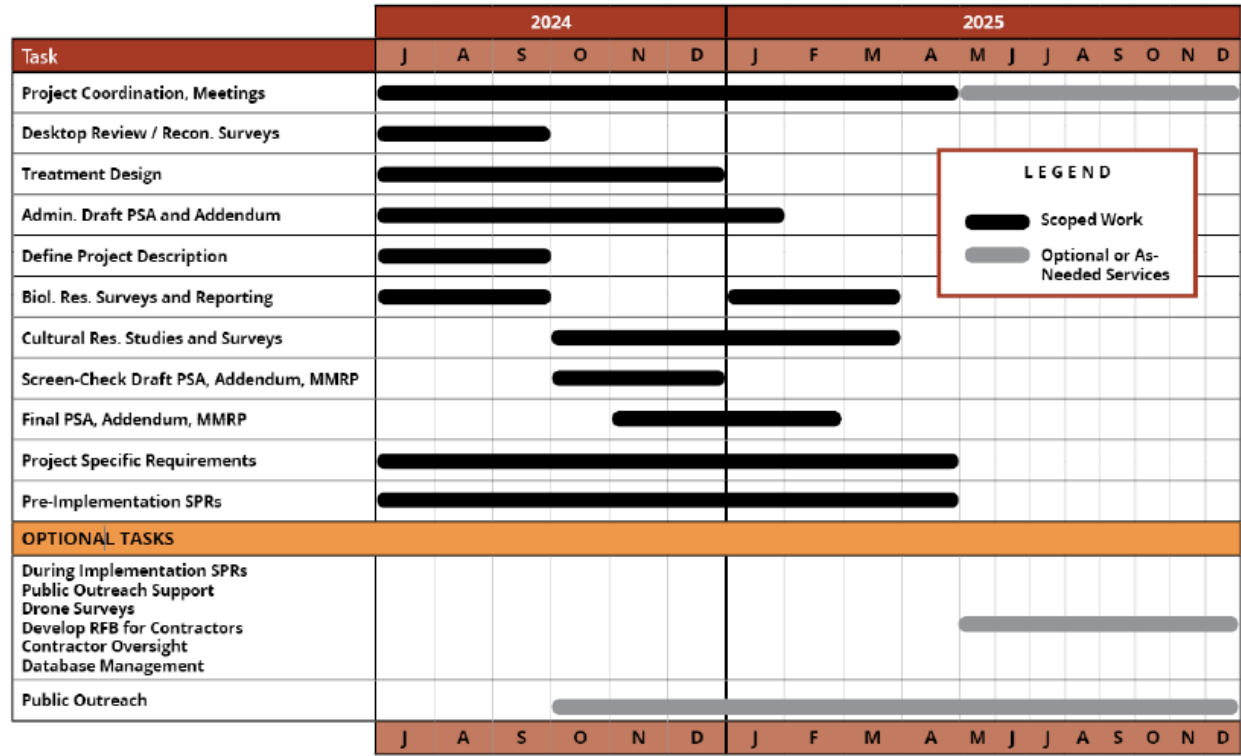 2024 2025
Task J A S O N D J F M A M J J A S O N D
Project Coordination, Meetings
Desktop Review / Recon. Surveys
Treatment Design
Admin. Draft PSA and Addendum
Define Project Description
Biol. Res. Surveys and Reporting
Cultural Res. Studies and Surveys
Screen-Check Draft PSA, Addendum, MMRP
Final PSA, Addendum, MMRP
Project Specific Requirements
Pre-Implementation SPRs
LEGEND
Scoped Work
Optional or As-
Needed Services
OPTIONAL TASKS
During Implementation SPRs
Public Outreach Support
Drone Surveys
Develop RFB for Contractors
Contractor Oversight
Database Management
Public Outreach
J A S O N D J F M A M J J A S O N D